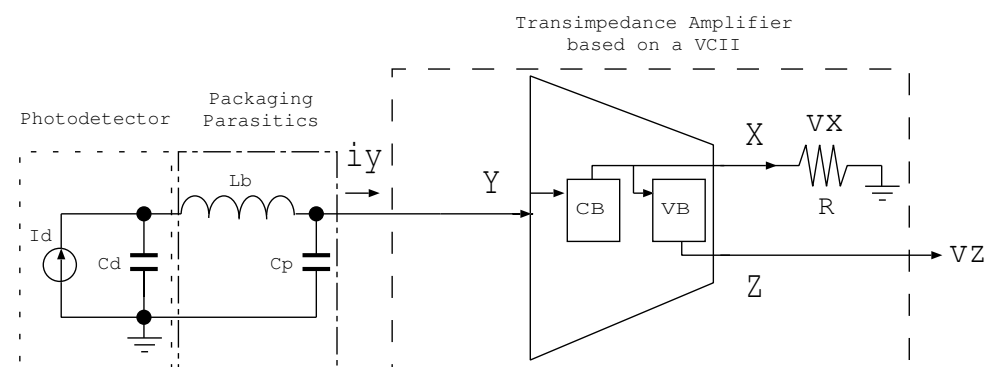 Transimpedance Amplifier
based on a VCII
Packaging
Parasitics
Photodetector
iy
X
VX
Lb
Y
CB
VB
R
Id
Cd
Cp
Z
VZ